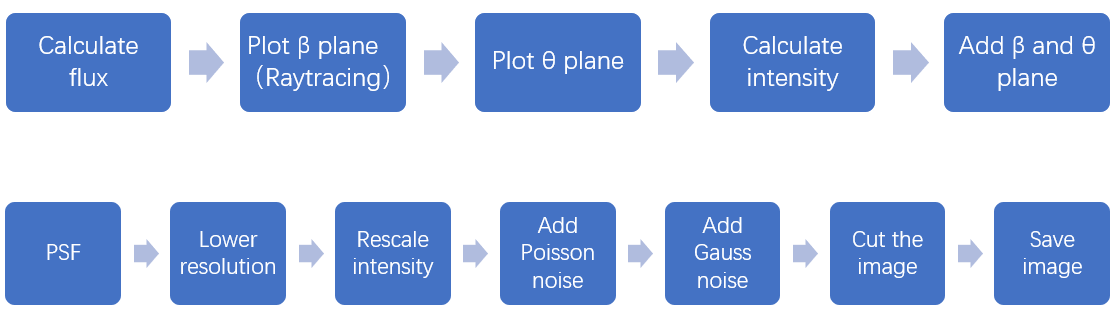 Calculate
flux
Plot β plane
（Raytracing）
Plot θ plane
Calculate
intensity
Add β and θ
plane
PSF
Lower
resolution
Rescale
intensity
Add
Poisson
noise
Add
Gauss
noise
Cut the
image
Save
image